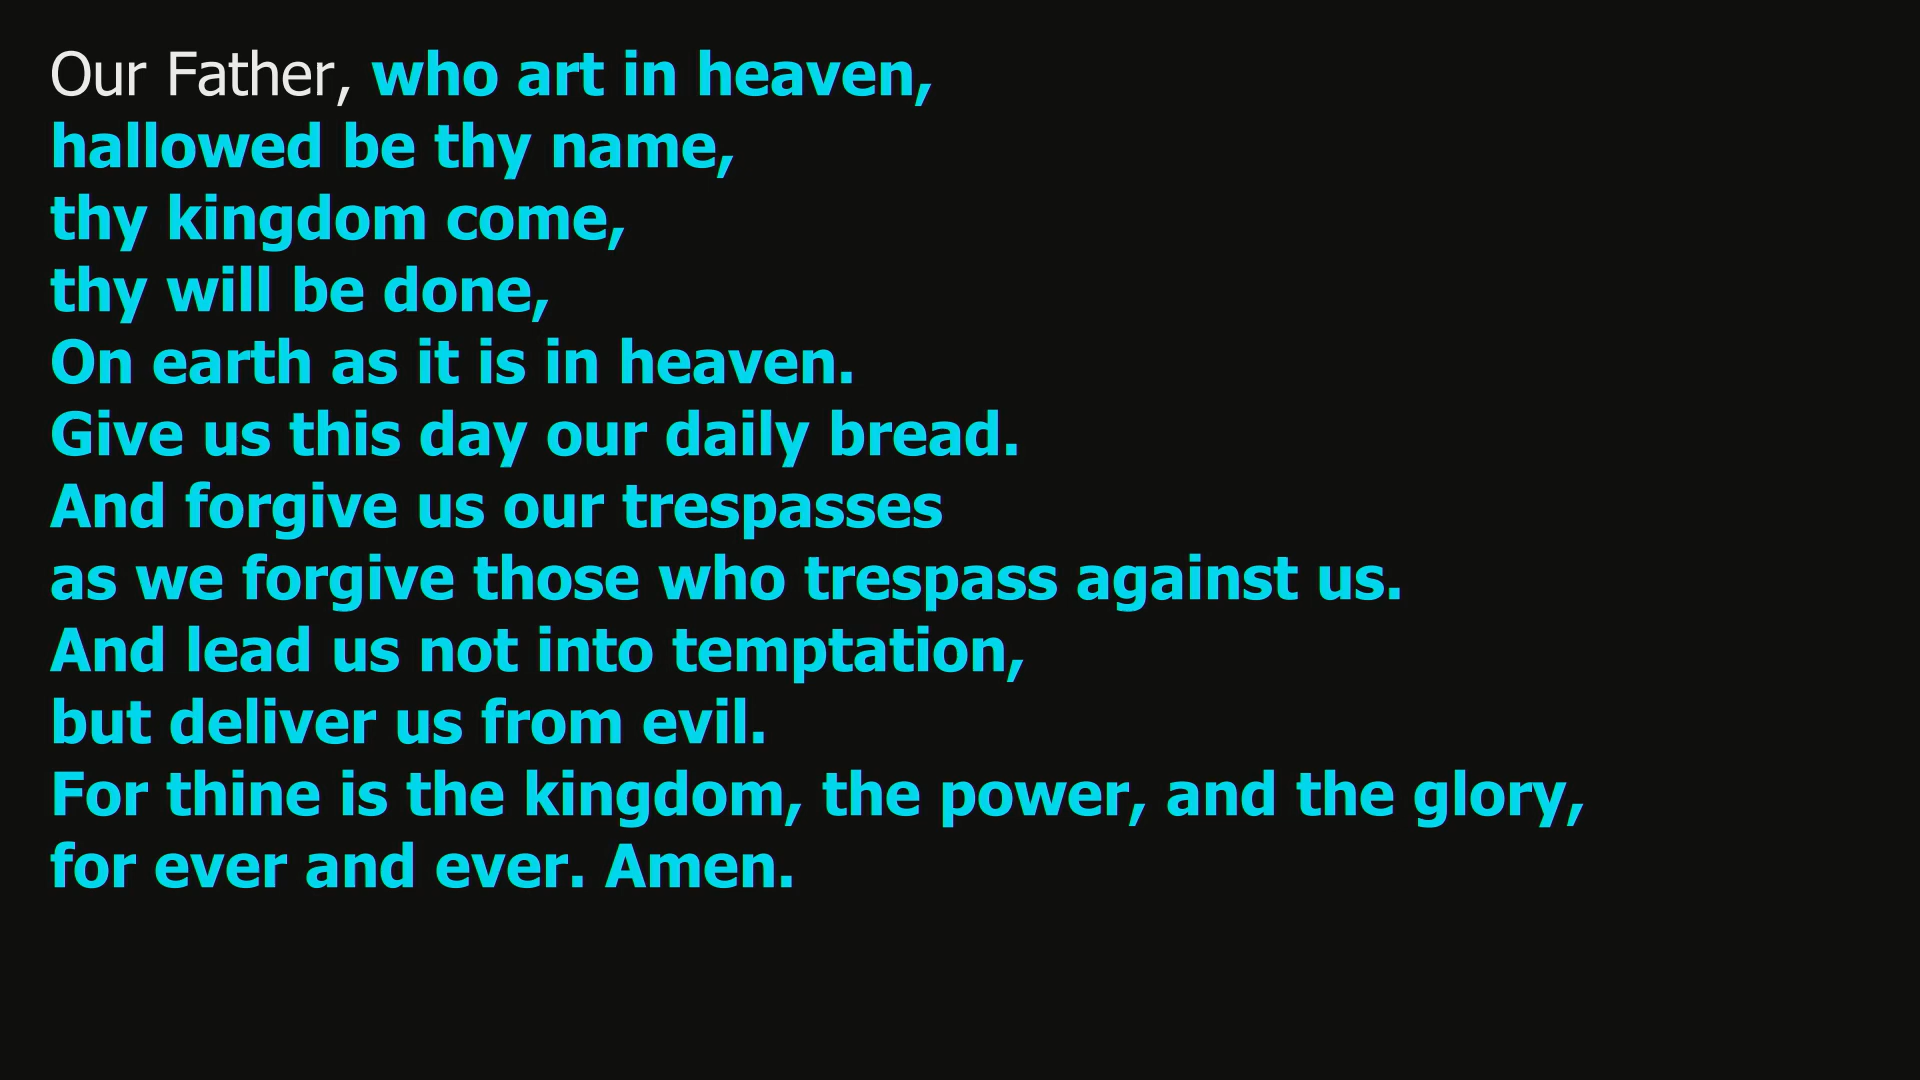 Our Father, who art in heaven,
hallowed be thy name,
thy kingdom come,
thy will be done,
On earth as it is in heaven.
Give us this day our daily bread.
And forgive us our trespasses
as we forgive those who trespass against us.
And lead us not into temptation,
but deliver us from evil.
For thine is the kingdom, the power, and the glory,
for ever and ever. Amen.